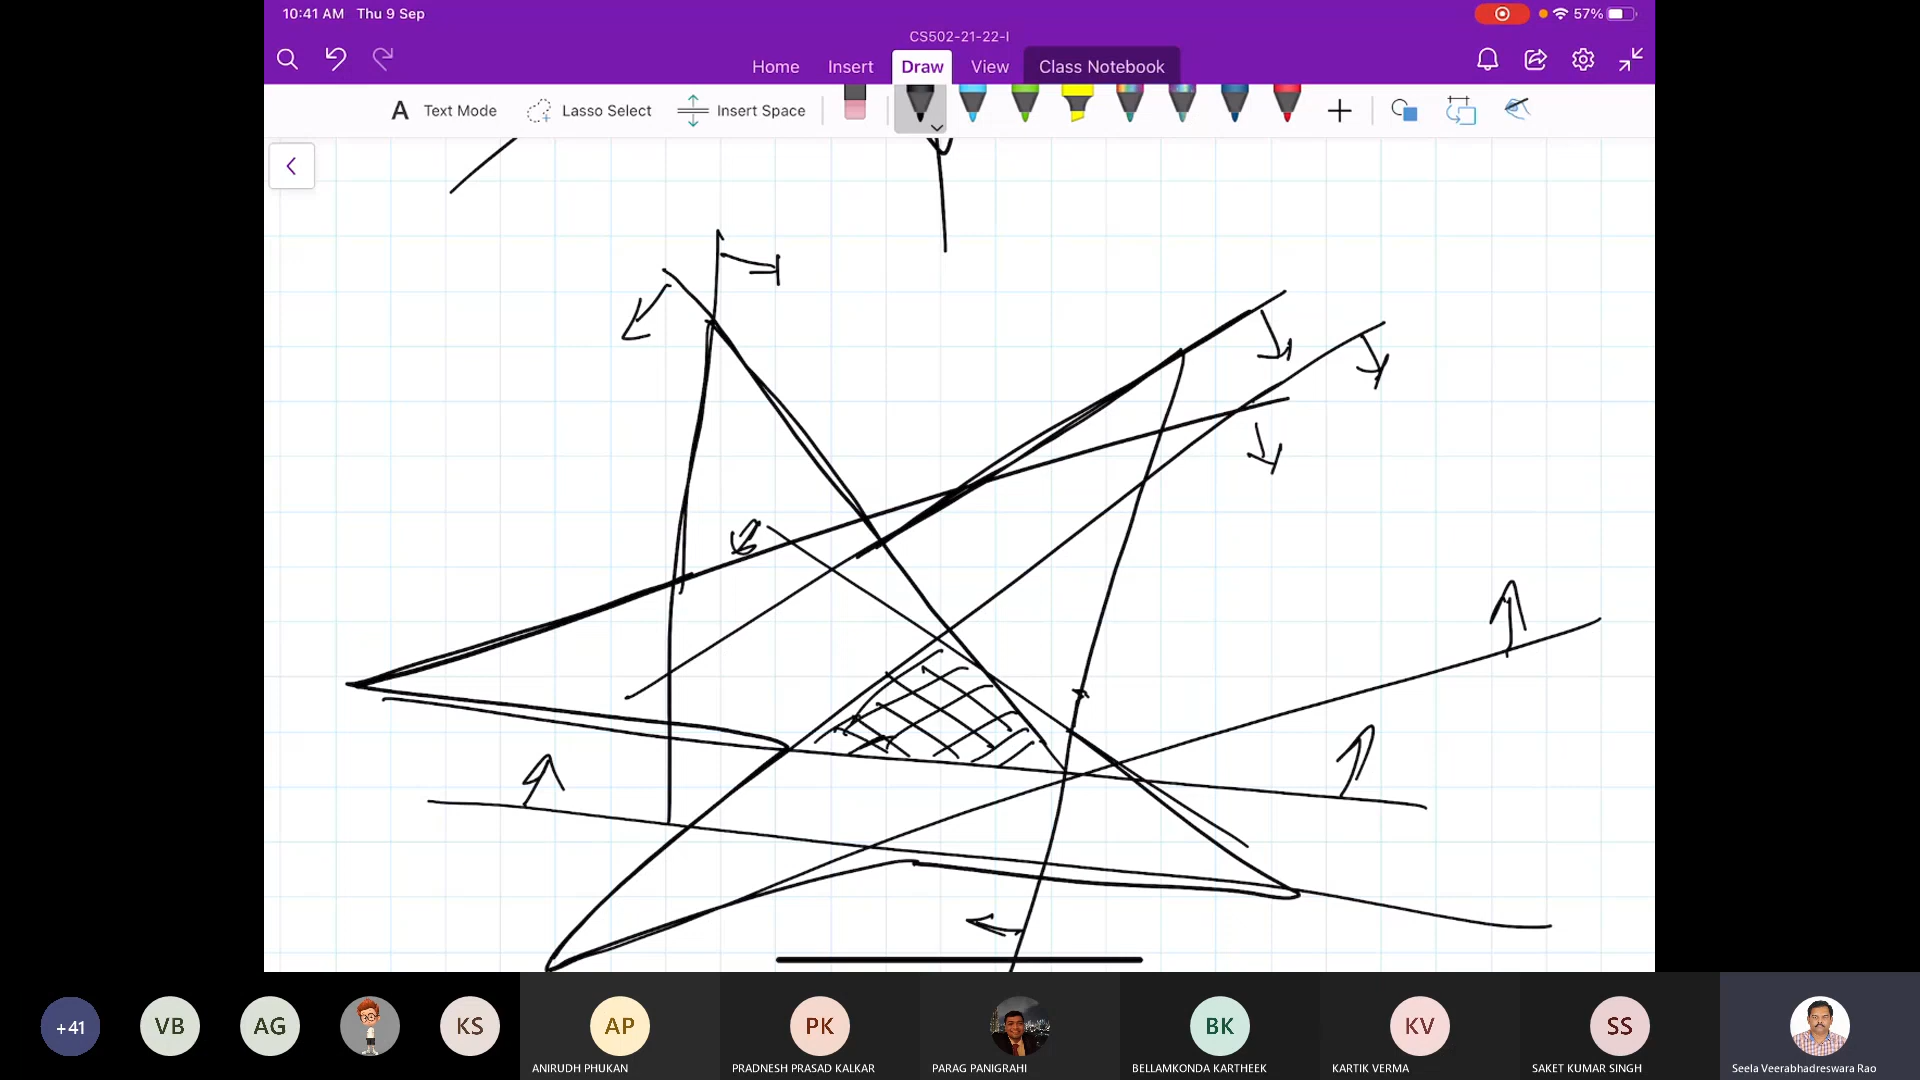 10:41 AM Thu 9 Sep
57%
CS502-21-22-I
Home Insert Draw View Class Notebook
A Text Mode Lasso Select Insert Space
+41 VB AG KS AP PK BK KV SS
ANIRUDH PHUKAN PRADNESH PRASAD KALKAR PARAG PANIGRAHI BELLAMKONDA KARTHEEK KARTIK VERMA SAKET KUMAR SINGH Seela Veerabhadreswara Rao